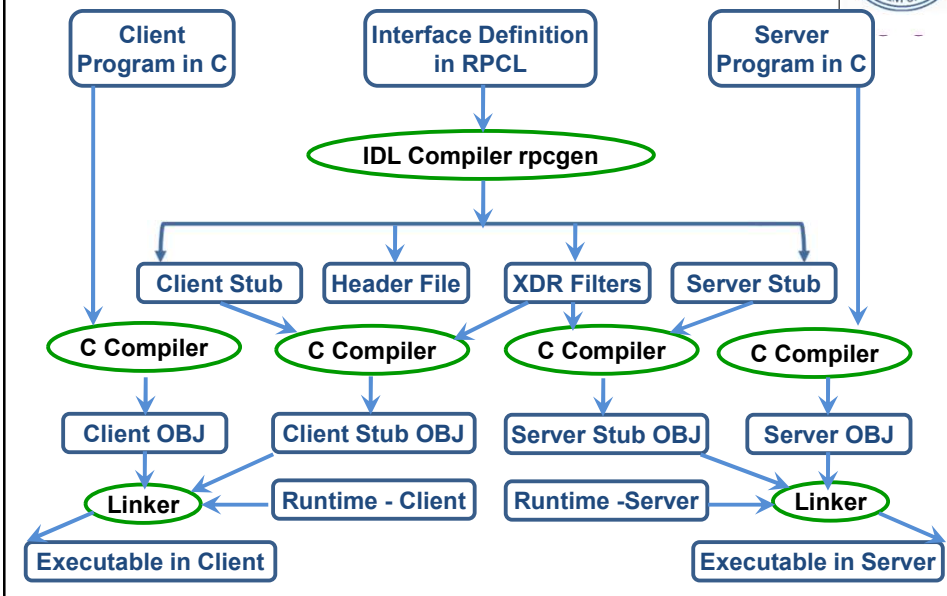 Client
Program in C
Interface Definition
in RPCL
Server
Program in C
IDL Compiler rpcgen
Client Stub
Header File
XDR Filters
Server Stub
C Compiler
C Compiler
C Compiler
C Compiler
Client OBJ
Client Stub OBJ
Server Stub OBJ
Server OBJ
Linker
Runtime - Client
Runtime -Server
Linker
Executable in Client
Executable in Server